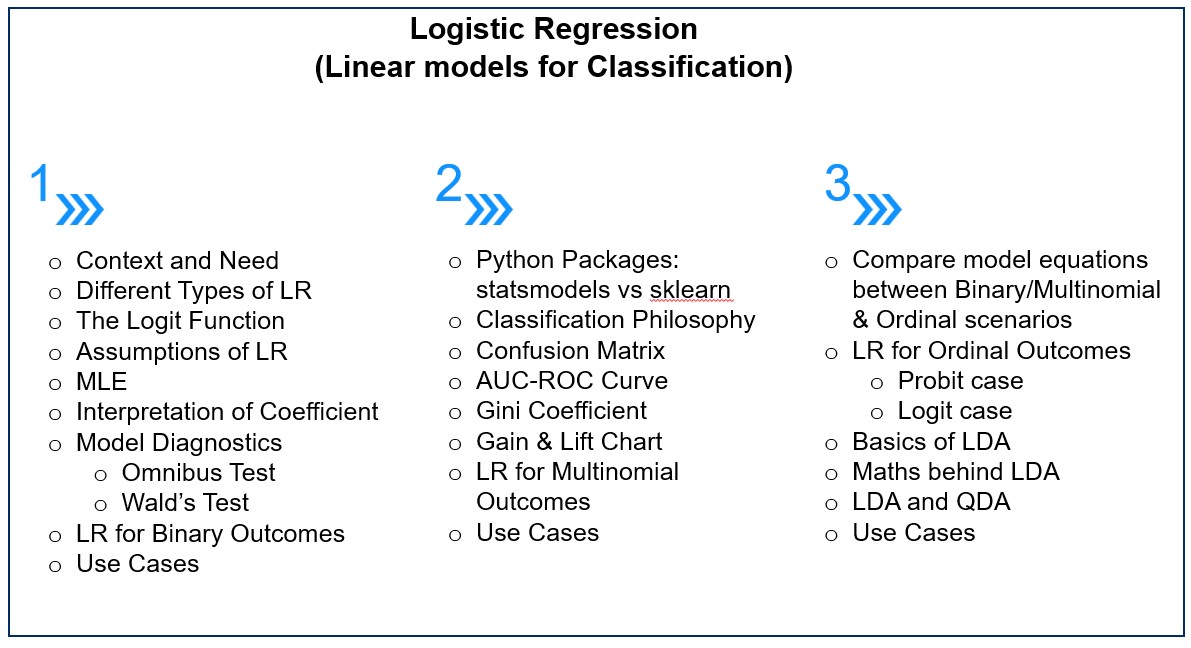 Logistic Regression
(Linear models for Classification)
1
o Context and Need
o Different Types of LR
o The Logit Function
o Assumptions of LR
o MLE
o Interpretation of Coefficient
o Model Diagnostics
o Omnibus Test
o Wald’s Test
o LR for Binary Outcomes
o Use Cases
2
o Python Packages:
statsmodels vs sklearn
o Classification Philosophy
o Confusion Matrix
o AUC-ROC Curve
o Gini Coefficient
o Gain & Lift Chart
o LR for Multinomial
Outcomes
o Use Cases
3
o Compare model equations
between Binary/Multinomial
& Ordinal scenarios
o LR for Ordinal Outcomes
o Probit case
o Logit case
o Basics of LDA
o Maths behind LDA
o LDA and QDA
o Use Cases